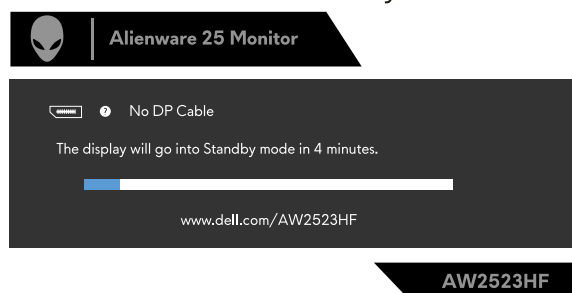 Alienware 25 Monitor
? No DP Cable
The display will go into Standby mode in 4 minutes.
www.dell.com/AW2523HF
AW2523HF